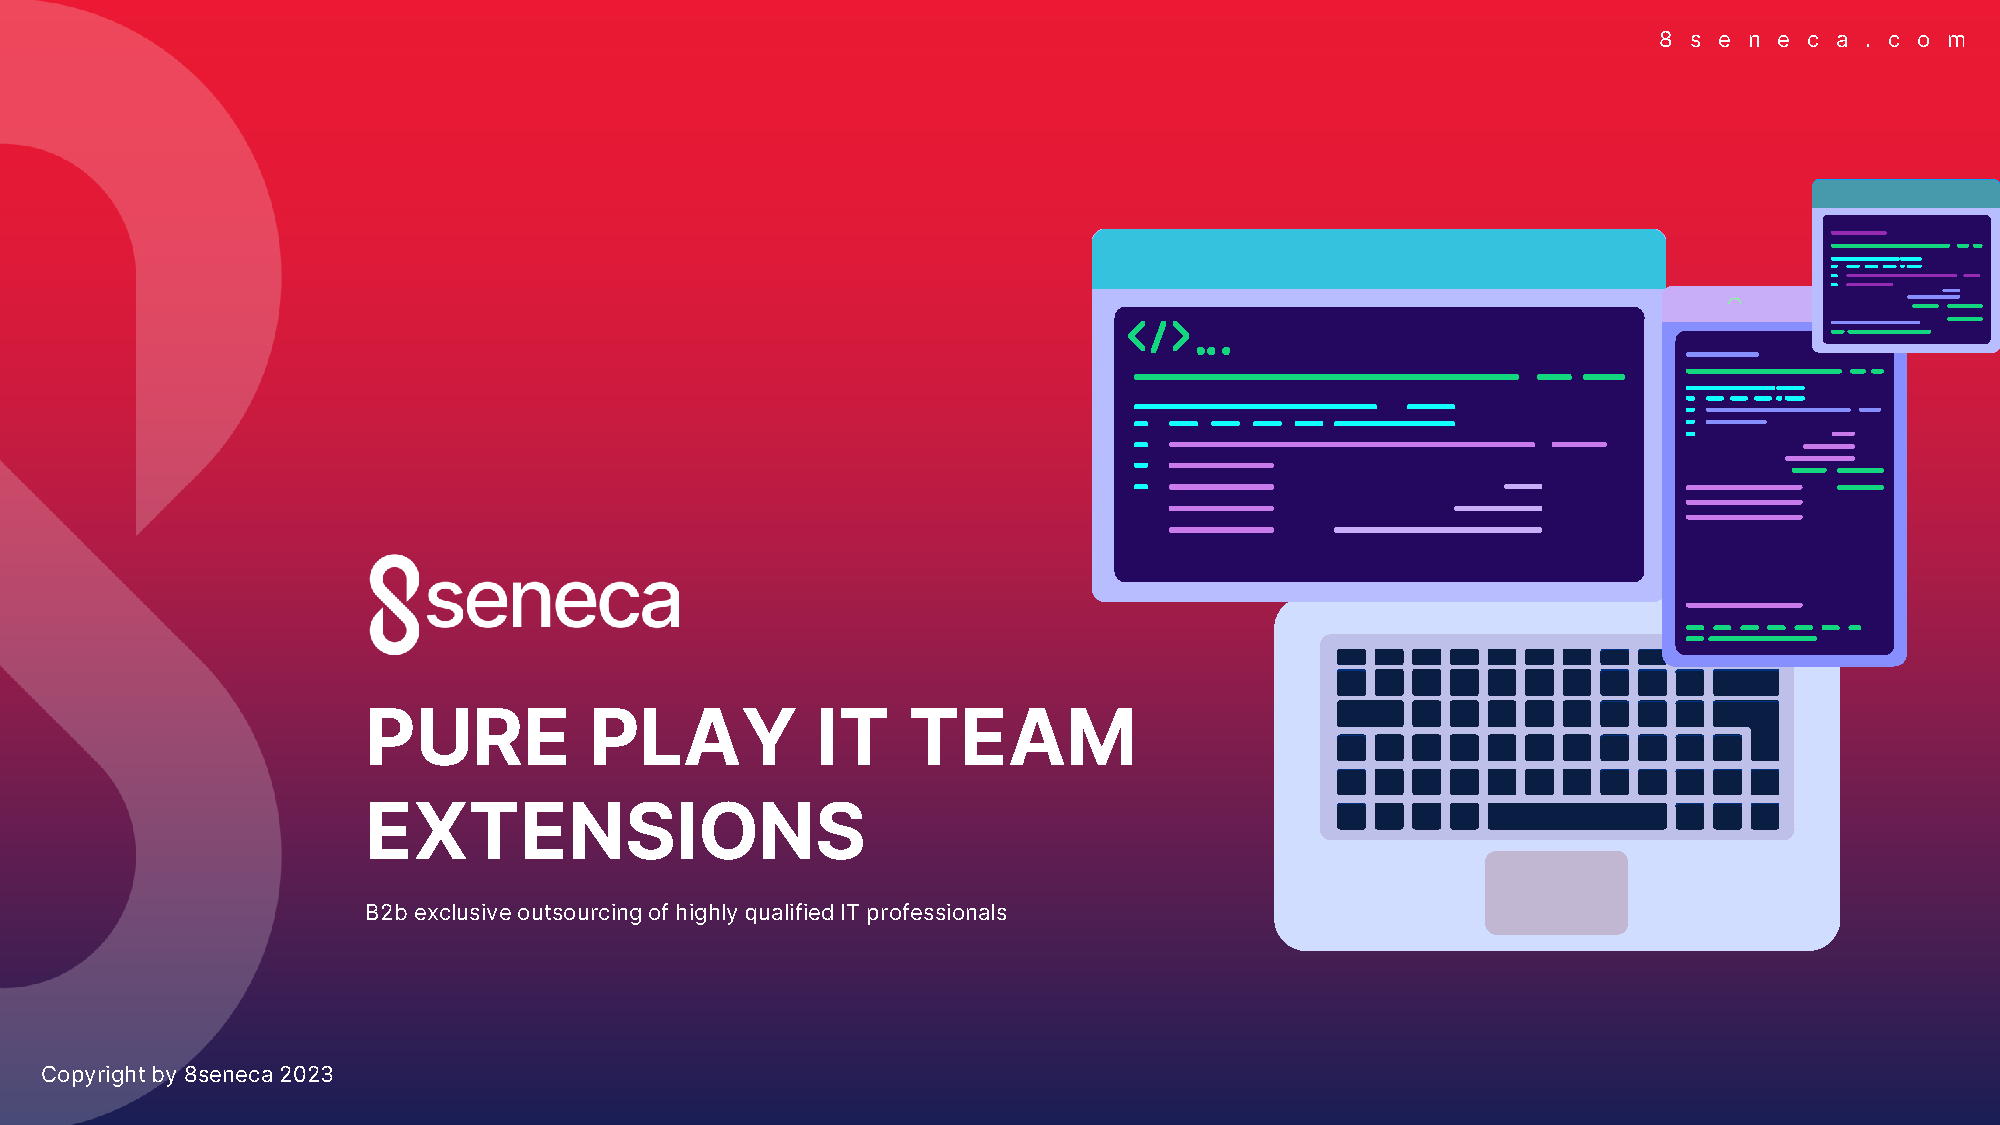 8seneca.com
</>...
8seneca
PURE PLAY IT TEAM
EXTENSIONS
B2b exclusive outsourcing of highly qualified IT professionals
Copyright by 8seneca 2023